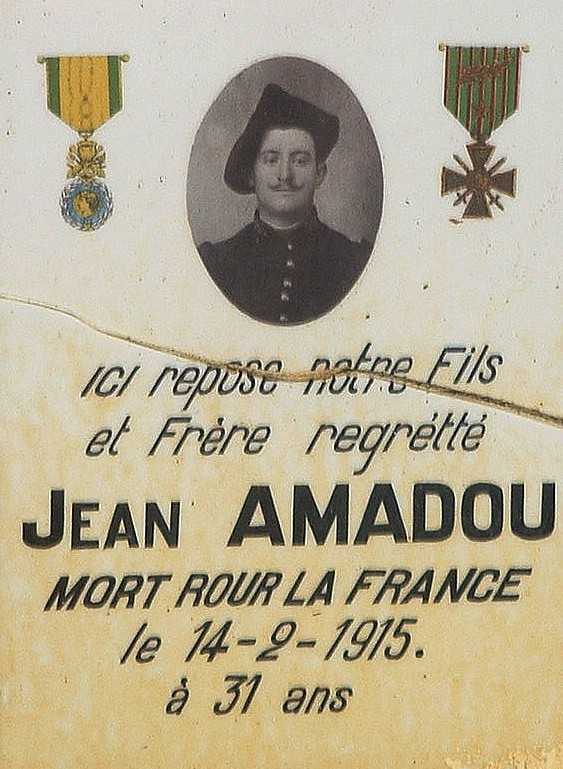 ICI repose notre Fils
et Frère regrétté
JEAN AMADOU
MORT ROUR LA FRANCE
le 14-2-1915.
à 31 ans